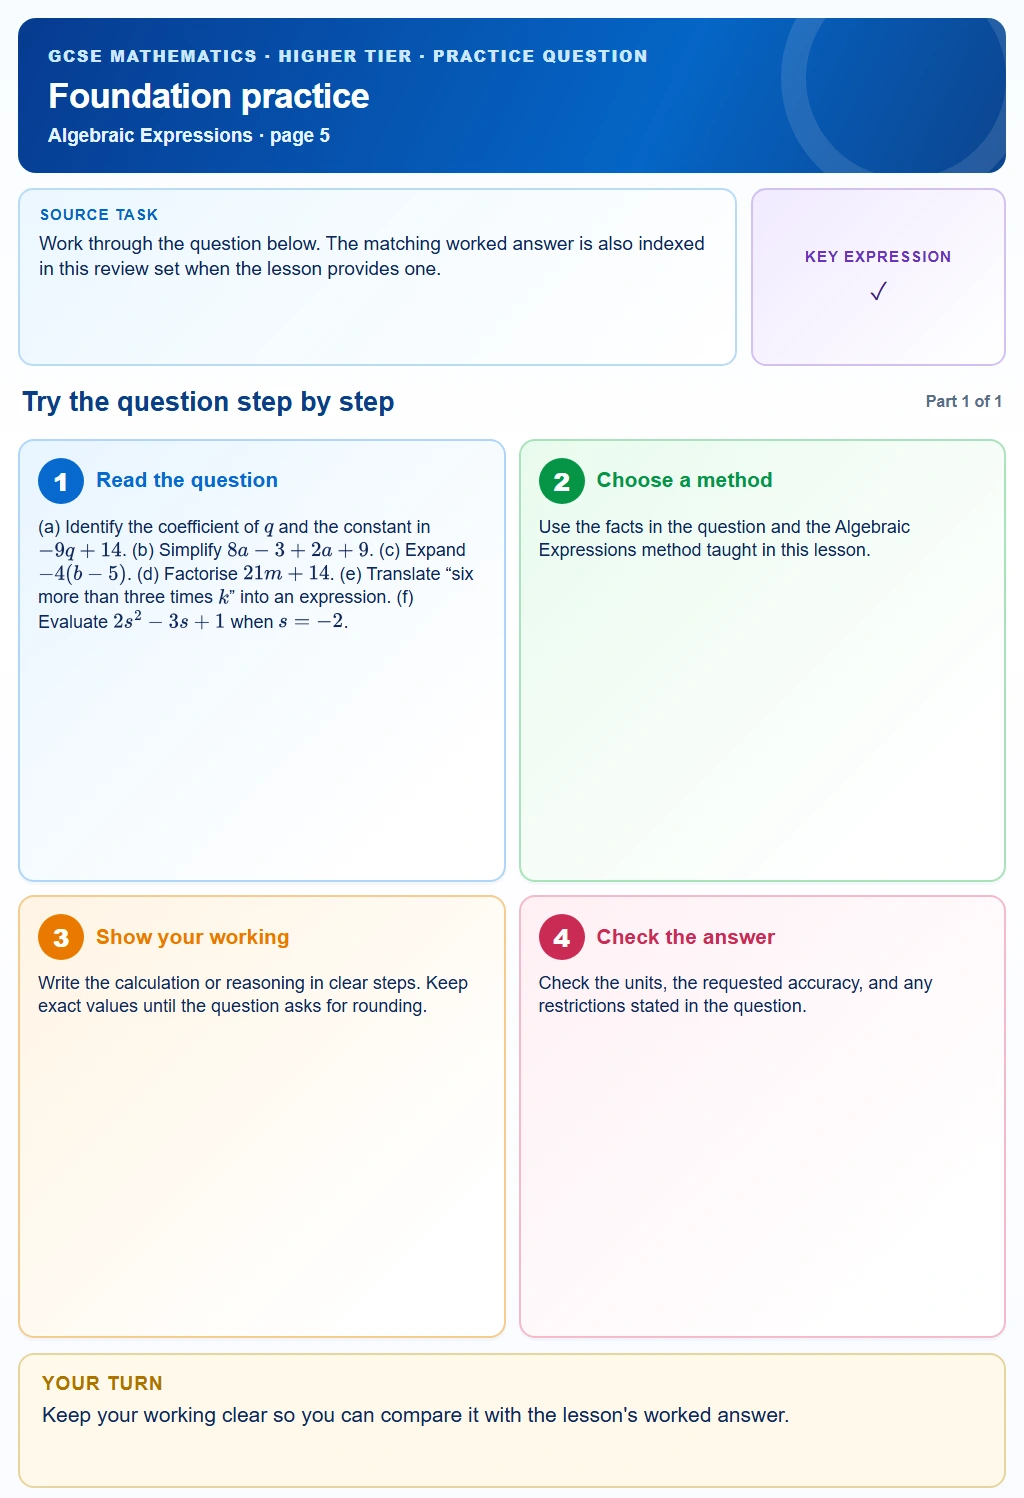 GCSE MATHEMATICS · HIGHER TIER · PRACTICE QUESTION
Foundation practice
Algebraic Expressions · page 5
SOURCE TASK
Work through the question below. The matching worked answer is also indexed
in this review set when the lesson provides one.
KEY EXPRESSION
✓
Try the question step by step
Part 1 of 1
1 Read the question
(a) Identify the coefficient of q and the constant in
−9q + 14. (b) Simplify 8a − 3 + 2a + 9. (c) Expand
−4(b − 5). (d) Factorise 21m + 14. (e) Translate “six
more than three times k” into an expression. (f)
Evaluate 2s² − 3s + 1 when s = −2.
2 Choose a method
Use the facts in the question and the Algebraic
Expressions method taught in this lesson.
3 Show your working
Write the calculation or reasoning in clear steps. Keep
exact values until the question asks for rounding.
4 Check the answer
Check the units, the requested accuracy, and any
restrictions stated in the question.
YOUR TURN
Keep your working clear so you can compare it with the lesson's worked answer.